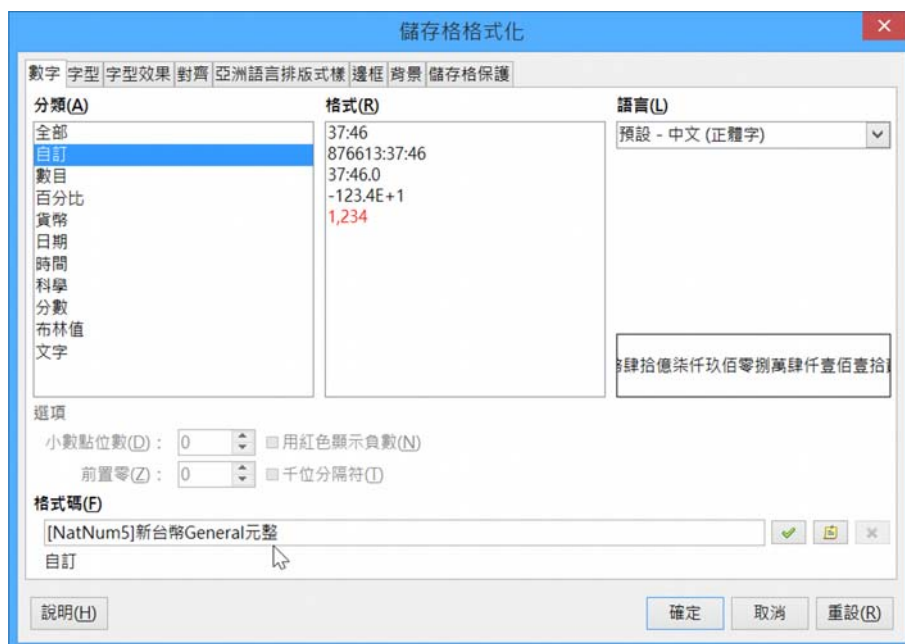 儲存格格式化
數字 字型 字型效果 對齊 亞洲語言排版式樣 邊框 背景 儲存格保護
分類(A)
全部
自訂
數目
百分比
貨幣
日期
時間
科學
分數
布林值
文字
格式(R)
37:46
876613:37:46
37:46.0
-123.4E+1
1,234
語言(L)
預設 - 中文 (正體字)
肆拾億柒仟玖佰零捌萬肆仟壹佰壹拾
選項
小數點位數(D)： 0 用紅色顯示負數(N)
前置零(Z)： 0 千位分隔符(T)
格式碼(F)
[NatNum5]新台幣General元整
自訂
說明(H) 確定 取消 重設(R)